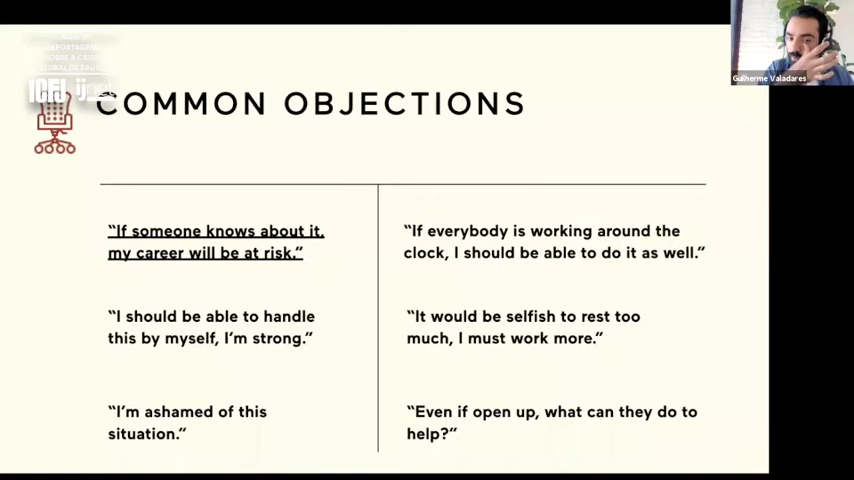 COMMON OBJECTIONS
“If someone knows about it,
my career will be at risk.”
“I should be able to handle
this by myself, I’m strong.”
“I’m ashamed of this
situation.”
“If everybody is working around the
clock, I should be able to do it as well.”
“It would be selfish to rest too
much, I must work more.”
“Even if open up, what can they do to
help?”
ICFJ
Guilherme Valadares